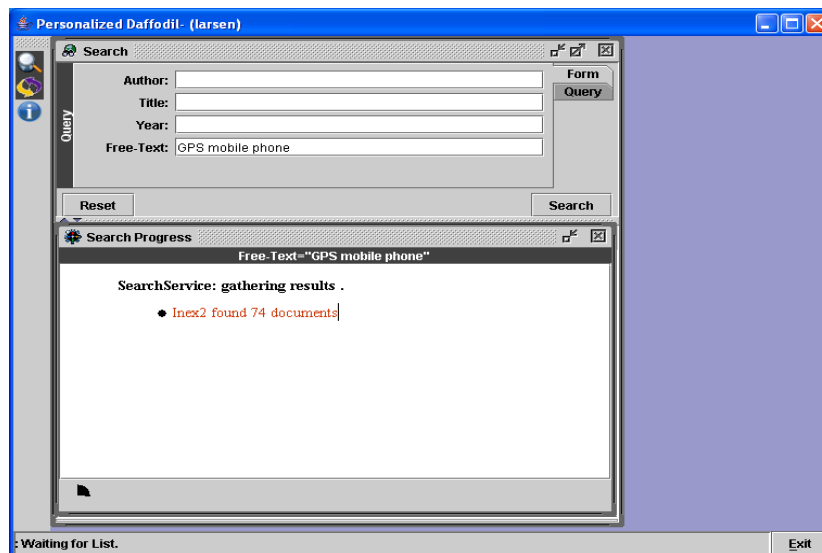 Personalized Daffodil- (larsen)
Search
Form
Query
Query
Author:
Title:
Year:
Free-Text: GPS mobile phone
Reset
Search
Search Progress
Free-Text="GPS mobile phone"
SearchService: gathering results .
Inex2 found 74 documents
: Waiting for List.
Exit